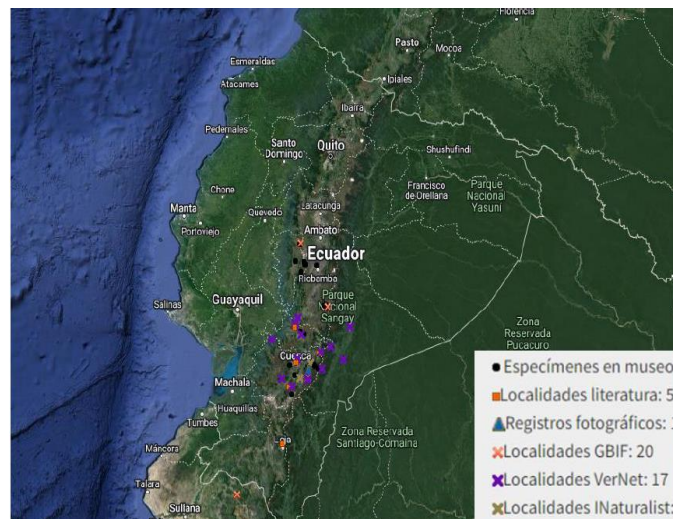 Florencia
Pasto
Mocoa
Esmeraldas
Atacames
Ipiales
Ibarra
Pedernales
Santo
Domingo
Quito
Shushufindi
Chone
Francisco
de Orellana
Parque
Nacional
Yasuní
Manta
Portoviejo
Quevedo
Latacunga
Ambato
Ecuador
Riobamba
Salinas
Guayaquil
Parque
Nacional
Sangay
Zona
Reservada
Pucacuro
Cuenca
Machala
Huaquillas
Tumbes
Zona Reservada
Santiago-Comaina
Loja
Máncora
Talara
Sullana
Especímenes en museo
Localidades literatura: 5
Registros fotográficos:
Localidades GBIF: 20
Localidades VerNet: 17
Localidades INaturalist: